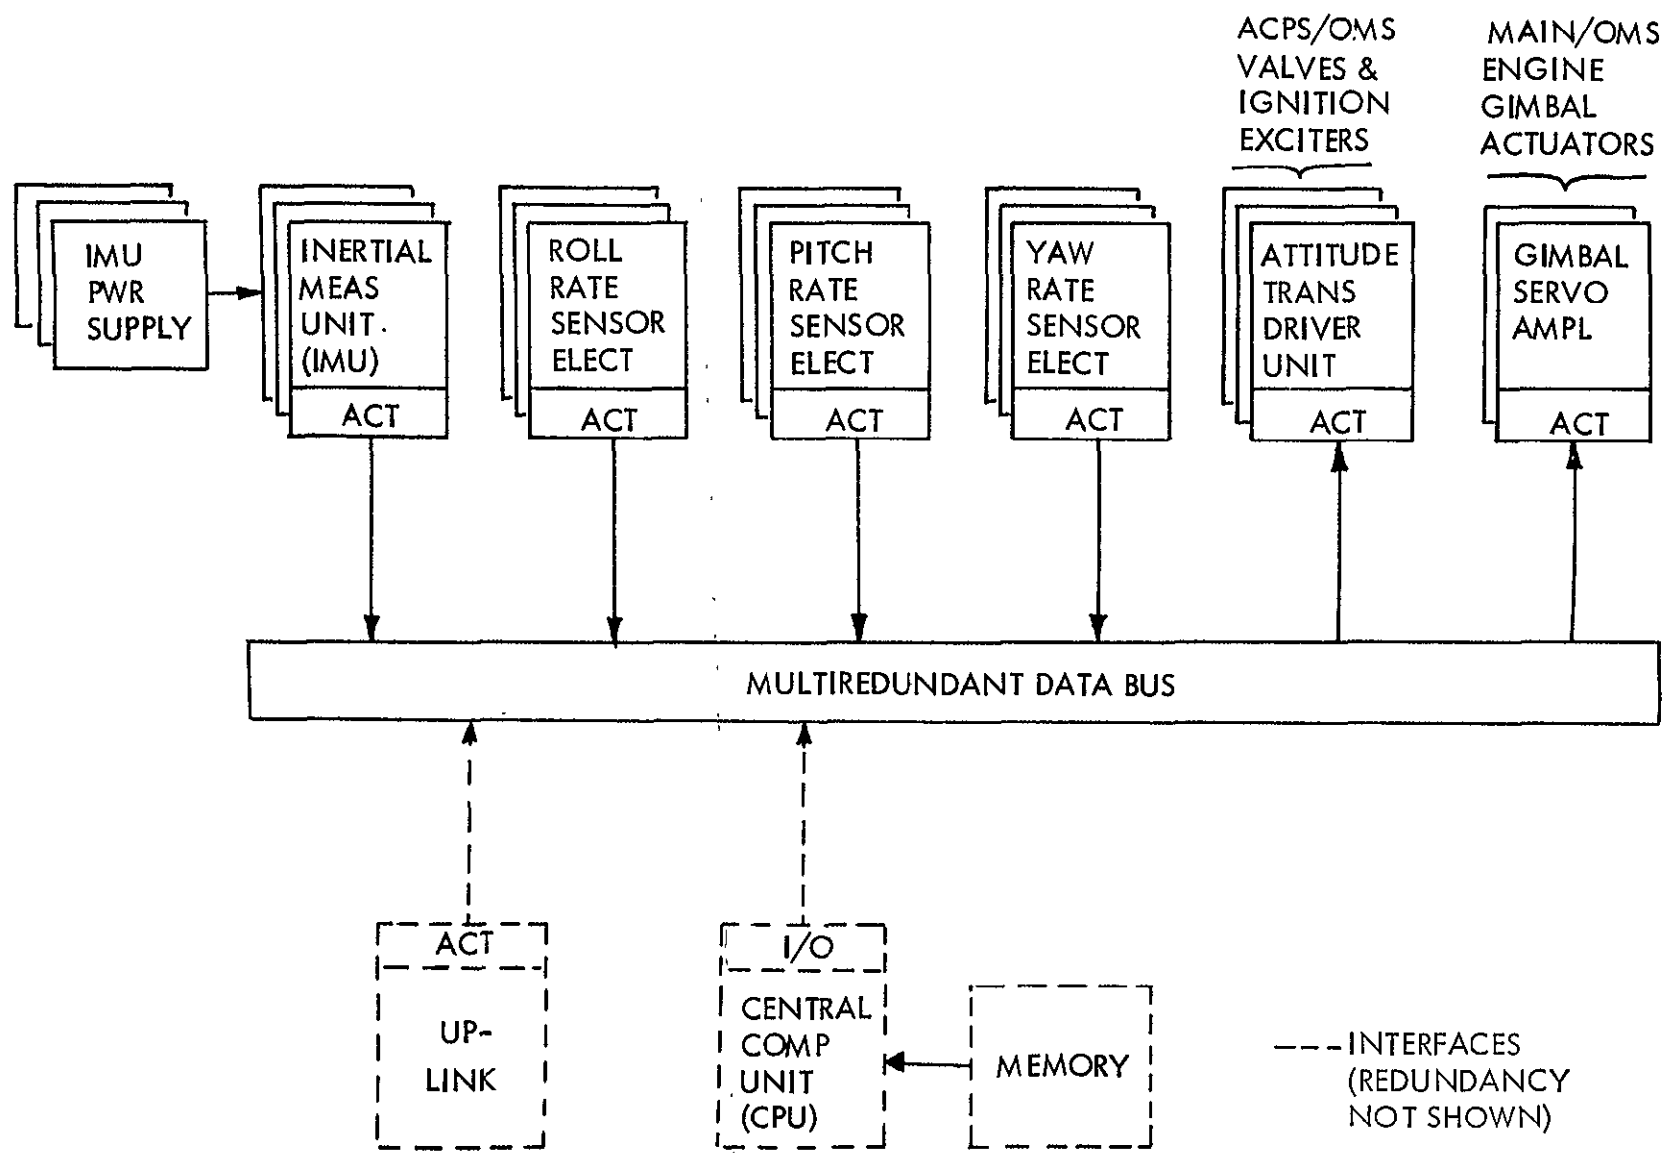 ACPS/OMS
VALVES &
IGNITION
EXCITERS
MAIN/OMS
ENGINE
GIMBAL
ACTUATORS
IMU
PWR
SUPPLY
INERTIAL
MEAS
UNIT.
(IMU)
ACT
ROLL
RATE
SENSOR
ELECT
ACT
PITCH
RATE
SENSOR
ELECT
ACT
YAW
RATE
SENSOR
ELECT
ACT
ATTITUDE
TRANS
DRIVER
UNIT
ACT
GIMBAL
SERVO
AMPL
ACT
MULTIREDUNDANT DATA BUS
ACT
UP-
LINK
I/O
CENTRAL
COMP
UNIT
(CPU)
MEMORY
---INTERFACES
(REDUNDANCY
NOT SHOWN)